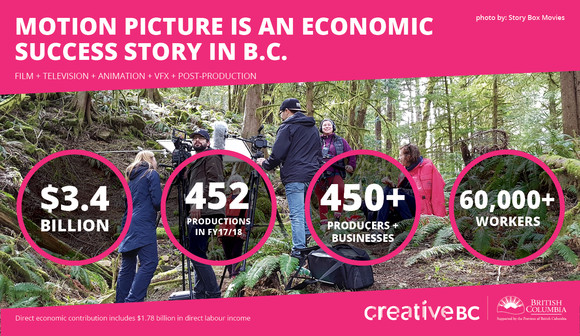 photo by: Story Box Movies
MOTION PICTURE IS AN ECONOMIC
SUCCESS STORY IN B.C.
FILM + TELEVISION + ANIMATION + VFX + POST-PRODUCTION
$3.4
BILLION
452
PRODUCTIONS
IN FY17/18
450+
PRODUCERS +
BUSINESSES
60,000+
WORKERS
Direct economic contribution includes $1.78 billion in direct labour income
creativeBC
BRITISH
COLUMBIA
Supported by the Province of British Columbia